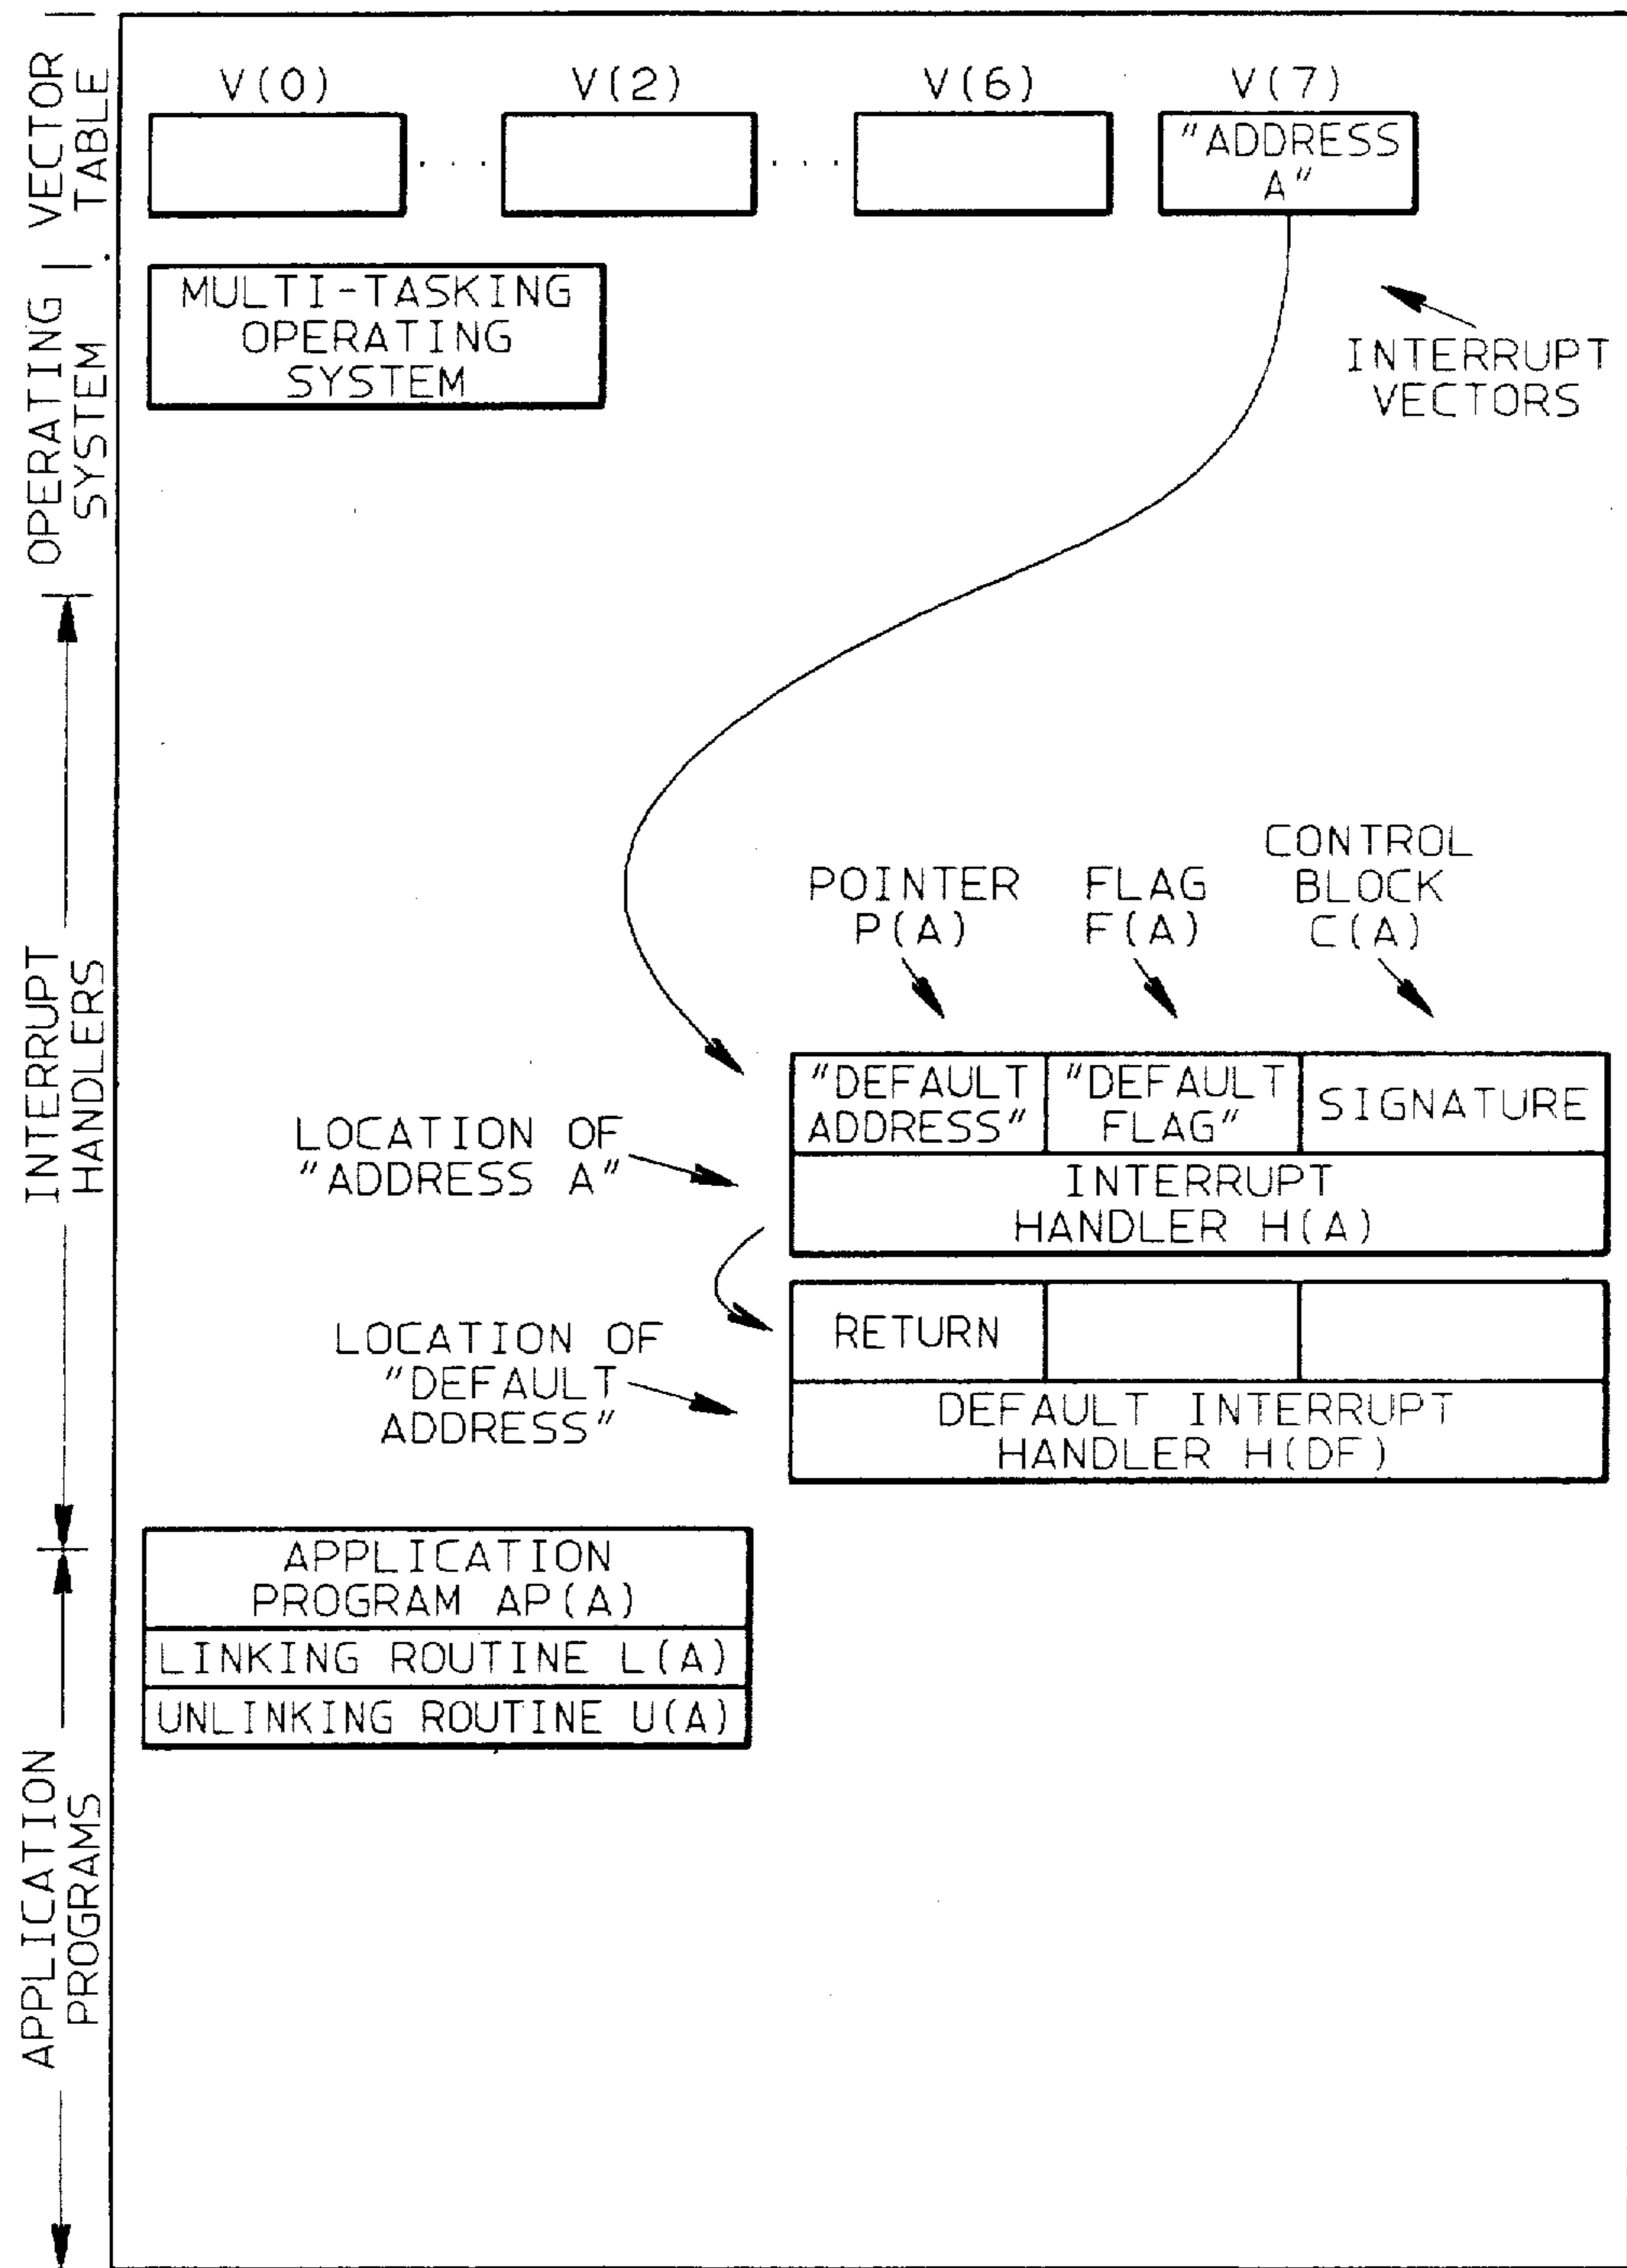 VECTOR
TABLE
OPERATING
SYSTEM
INTERRUPT
HANDLERS
APPLICATION
PROGRAMS
V(0) V(2) V(6) V(7)
... ... "ADDRESS
A"
MULTI-TASKING
OPERATING
SYSTEM
INTERRUPT
VECTORS
POINTER
P(A)
FLAG
F(A)
CONTROL
BLOCK
C(A)
"DEFAULT
ADDRESS"
"DEFAULT
FLAG"
SIGNATURE
LOCATION OF
"ADDRESS A"
INTERRUPT
HANDLER H(A)
RETURN
LOCATION OF
"DEFAULT
ADDRESS"
DEFAULT INTERRUPT
HANDLER H(DF)
APPLICATION
PROGRAM AP(A)
LINKING ROUTINE L(A)
UNLINKING ROUTINE U(A)